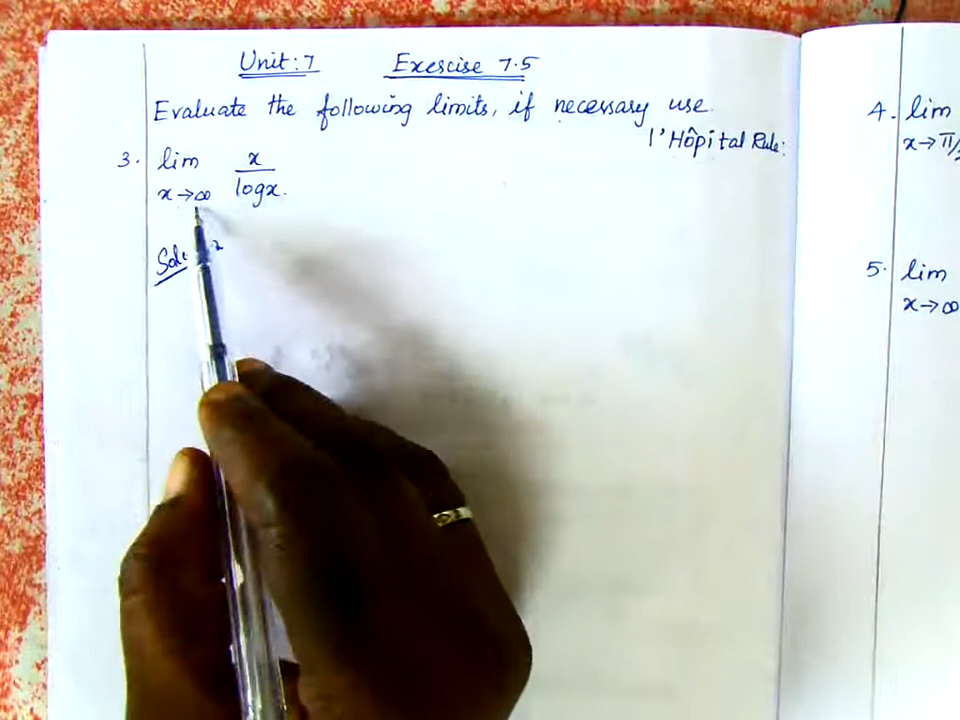 Unit: 7 Exercise 7.5
Evaluate the following limits, if necessary use
l'Hôpital Rule:
3. lim x
x→∞ logx.
4. lim
x→π/
5. lim
x→∞